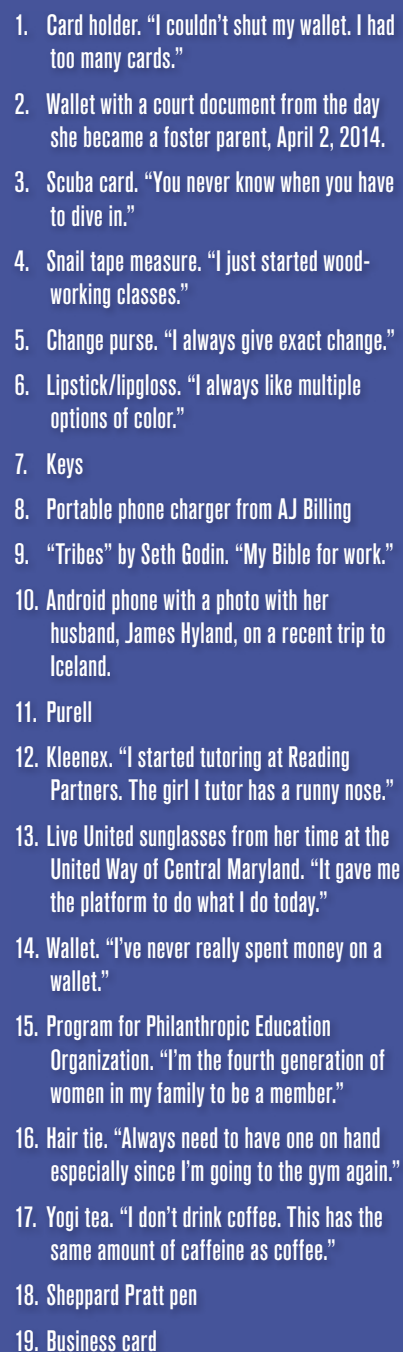 1. Card holder. “I couldn’t shut my wallet. I had
too many cards.”
2. Wallet with a court document from the day
she became a foster parent, April 2, 2014.
3. Scuba card. “You never know when you have
to dive in.”
4. Snail tape measure. “I just started wood-
working classes.”
5. Change purse. “I always give exact change.”
6. Lipstick/lipgloss. “I always like multiple
options of color.”
7. Keys
8. Portable phone charger from AJ Billing
9. “Tribes” by Seth Godin. “My Bible for work.”
10. Android phone with a photo with her
husband, James Hyland, on a recent trip to
Iceland.
11. Purell
12. Kleenex. “I started tutoring at Reading
Partners. The girl I tutor has a runny nose.”
13. Live United sunglasses from her time at the
United Way of Central Maryland. “It gave me
the platform to do what I do today.”
14. Wallet. “I’ve never really spent money on a
wallet.”
15. Program for Philanthropic Education
Organization. “I’m the fourth generation of
women in my family to be a member.”
16. Hair tie. “Always need to have one on hand
especially since I’m going to the gym again.”
17. Yogi tea. “I don’t drink coffee. This has the
same amount of caffeine as coffee.”
18. Sheppard Pratt pen
19. Business card